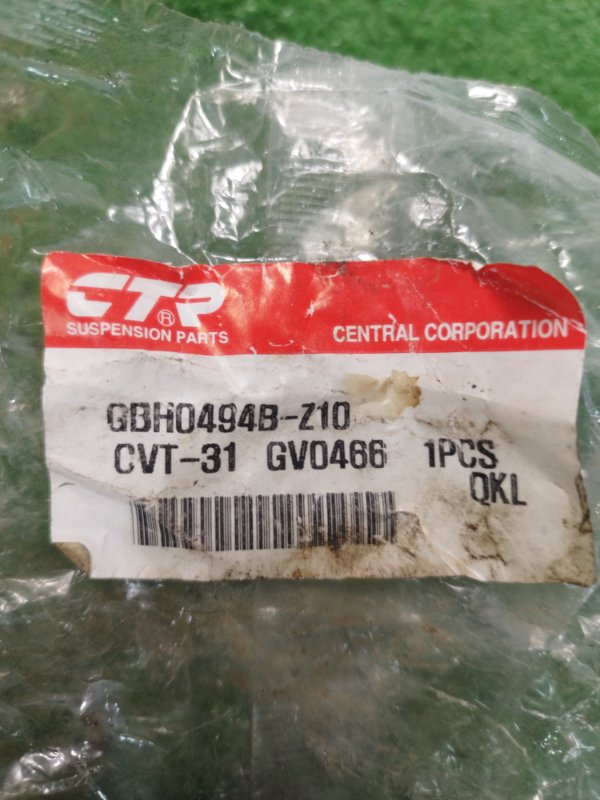 CTR®
SUSPENSION PARTS
CENTRAL CORPORATION
GBH0494B-Z10
CVT-31 GV0466 1PCS
QKL